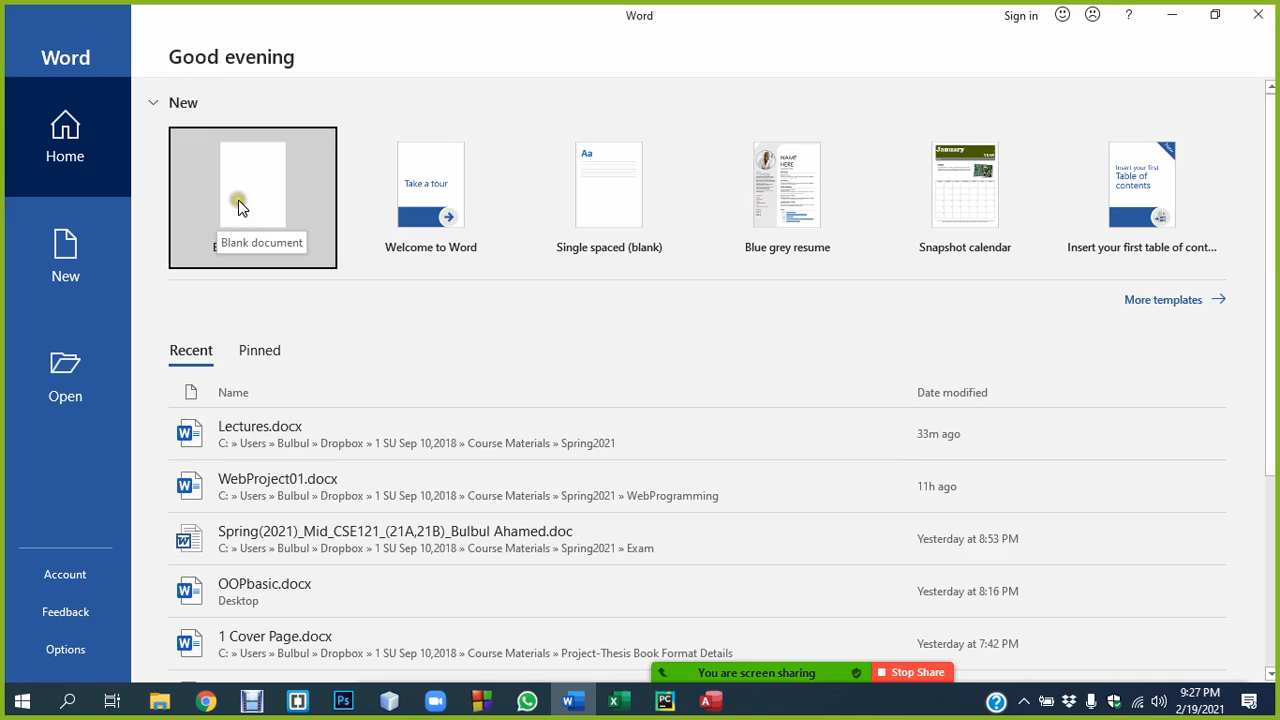 Word
Sign in
?
Word
Good evening
Home
New
Open
Account
Feedback
Options
New
Blank document
Take a tour
Welcome to Word
Aa
Single spaced (blank)
NAME
HERE
Blue grey resume
January
Snapshot calendar
Insert your first
Table of
contents
Insert your first table of cont...
More templates
Recent
Pinned
Name
Date modified
Lectures.docx
C: » Users » Bulbul » Dropbox » 1 SU Sep 10,2018 » Course Materials » Spring2021
33m ago
WebProject01.docx
C: » Users » Bulbul » Dropbox » 1 SU Sep 10,2018 » Course Materials » Spring2021 » WebProgramming
11h ago
Spring(2021)_Mid_CSE121_(21A,21B)_Bulbul Ahamed.doc
C: » Users » Bulbul » Dropbox » 1 SU Sep 10,2018 » Course Materials » Spring2021 » Exam
Yesterday at 8:53 PM
OOPbasic.docx
Desktop
Yesterday at 8:16 PM
1 Cover Page.docx
C: » Users » Bulbul » Dropbox » 1 SU Sep 10,2018 » Course Materials » Project-Thesis Book Format Details
Yesterday at 7:42 PM
You are screen sharing
Stop Share
9:27 PM
2/19/2021